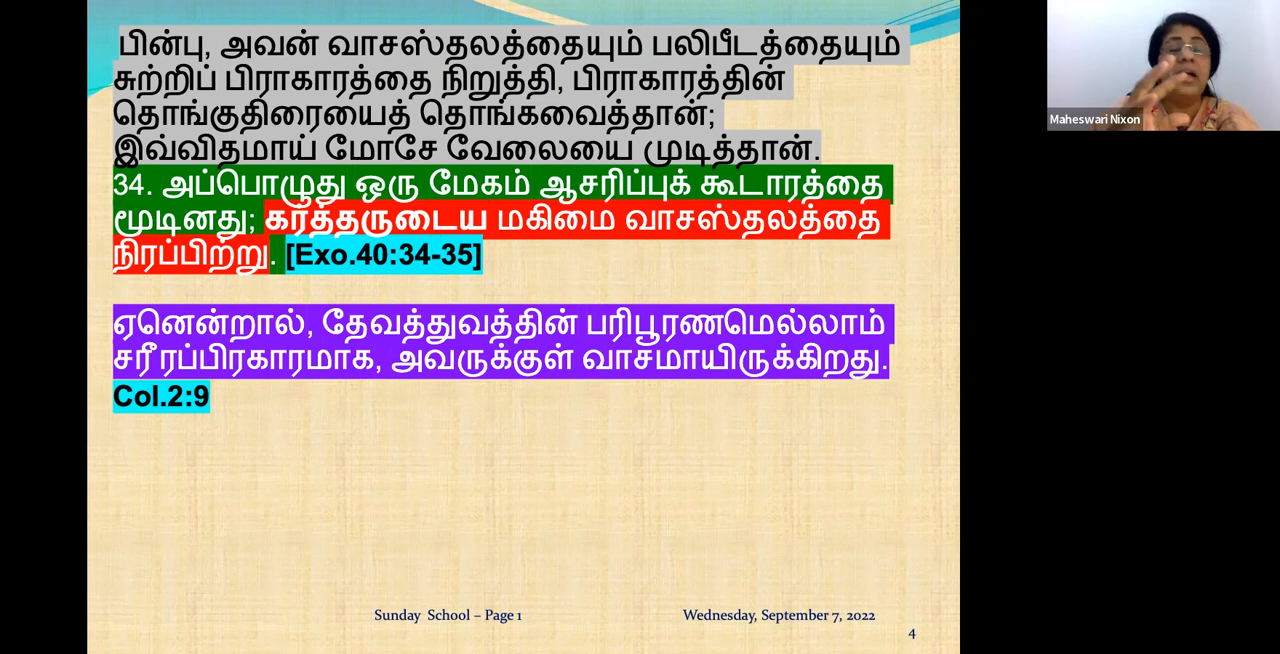 பின்பு, அவன் வாசஸ்தலத்தையும் பலிபீடத்தையும்
சுற்றிப் பிராகாரத்தை நிறுத்தி, பிராகாரத்தின்
தொங்குதிரையைத் தொங்கவைத்தான்;
இவ்விதமாய் மோசே வேலையை முடித்தான்.
34. அப்பொழுது ஒரு மேகம் ஆசரிப்புக் கூடாரத்தை
மூடினது; கர்த்தருடைய மகிமை வாசஸ்தலத்தை
நிரப்பிற்று. [Exo.40:34-35]
ஏனென்றால், தேவத்துவத்தின் பரிபூரணமெல்லாம்
சரீரப்பிரகாரமாக, அவருக்குள் வாசமாயிருக்கிறது.
Col.2:9
Sunday School – Page 1 Wednesday, September 7, 2022
4
Maheswari Nixon